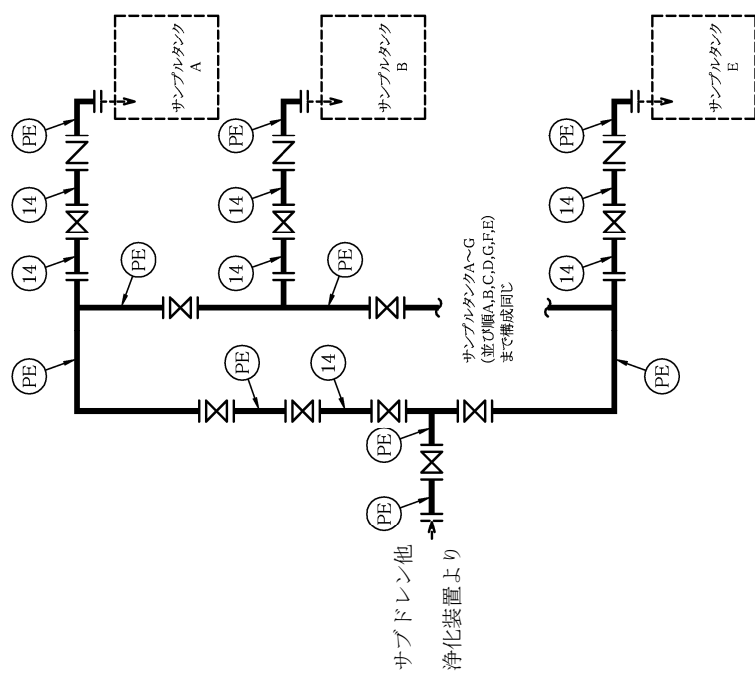 サンプルタンク
A
サンプルタンク
B
サンプルタンク
E
PE
14
14
PE
PE
14
14
PE
PE
14
14
PE
PE
PE
14
PE
PE
PE
サンプルタンクA～G
(並び順A,B,C,D,G,F,E)
まで構成同じ
サブドレン他
浄化装置より